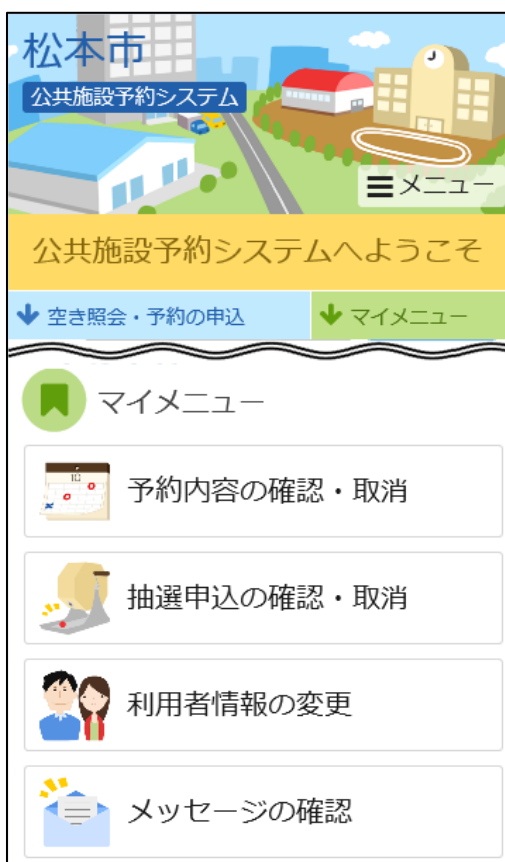 松本市
公共施設予約システム
メニュー
公共施設予約システムへようこそ
空き照会・予約の申込
マイメニュー
マイメニュー
予約内容の確認・取消
抽選申込の確認・取消
利用者情報の変更
メッセージの確認